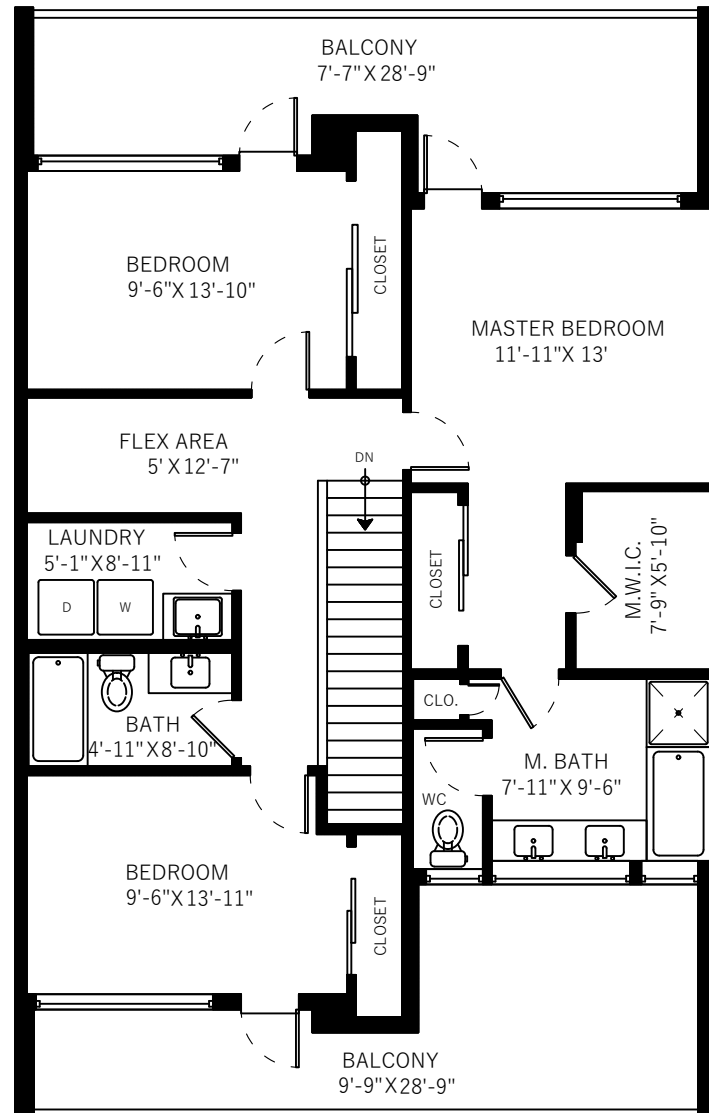 BALCONY
7'-7" X 28'-9"
BEDROOM
9'-6" X 13'-10"
CLOSET
MASTER BEDROOM
11'-11" X 13'
FLEX AREA
5' X 12'-7"
DN
LAUNDRY
5'-1" X 8'-11"
D
W
CLOSET
M.W.I.C.
7'-9" X 5'-10"
CLO.
BATH
4'-11" X 8'-10"
M. BATH
7'-11" X 9'-6"
WC
BEDROOM
9'-6" X 13'-11"
CLOSET
BALCONY
9'-9" X 28'-9"